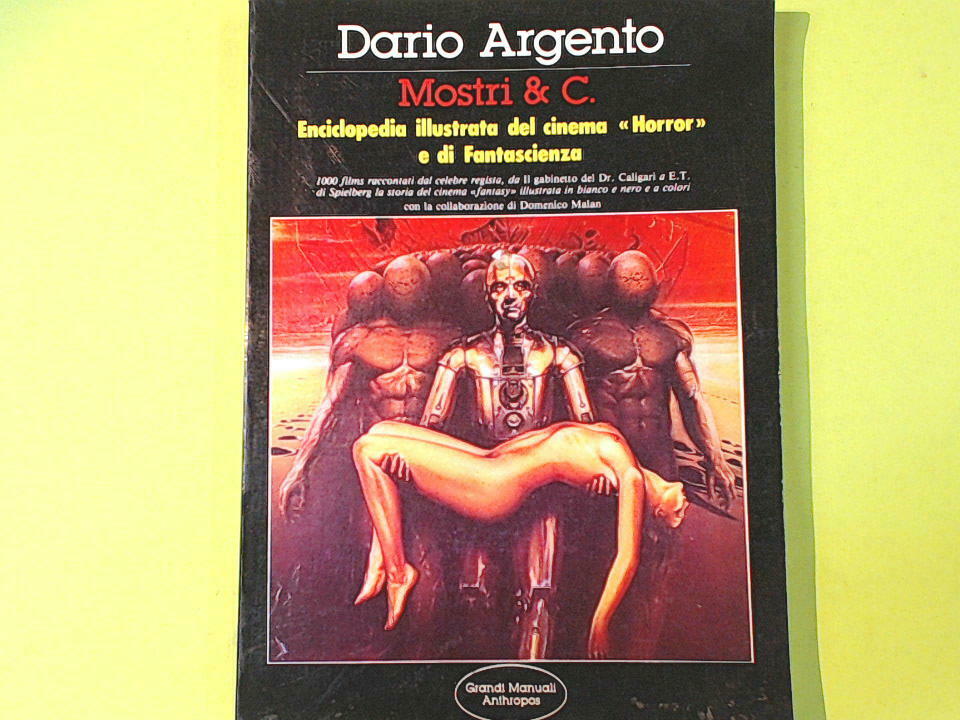 Dario Argento
Mostri & C.
Enciclopedia illustrata del cinema «Horror»
e di Fantascienza
1000 films raccontati dal celebre regista, da Il gabinetto del Dr. Caligari a E.T.
di Spielberg la storia del cinema «fantasy» illustrata in bianco e nero e a colori
con la collaborazione di Domenico Malan
Grandi Manuali
Anthropos